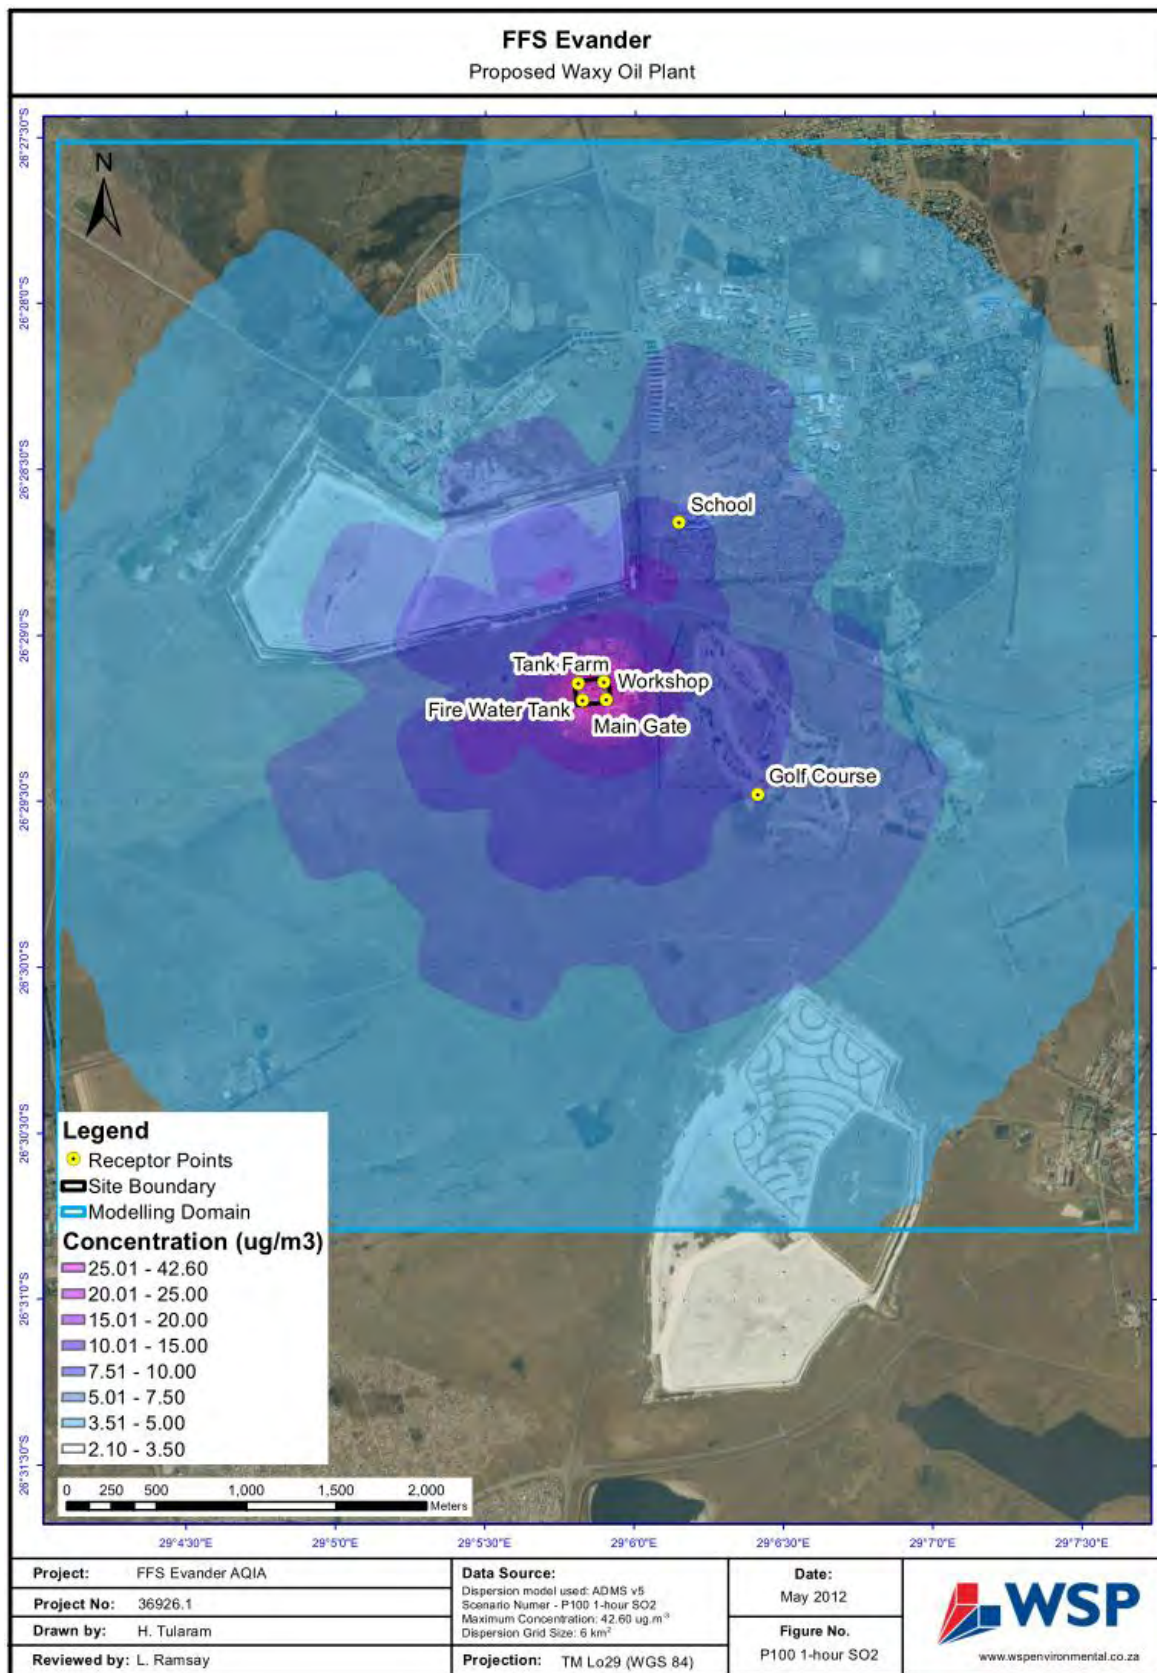 FFS Evander
Proposed Waxy Oil Plant
26°27'30"S
26°28'0"S
26°28'30"S
26°29'0"S
26°29'30"S
26°30'0"S
26°30'30"S
26°31'0"S
26°31'30"S
N
School
Tank Farm
Workshop
Fire Water Tank
Main Gate
Golf Course
Legend
Receptor Points
Site Boundary
Modelling Domain
Concentration (ug/m3)
25.01 - 42.60
20.01 - 25.00
15.01 - 20.00
10.01 - 15.00
7.51 - 10.00
5.01 - 7.50
3.51 - 5.00
2.10 - 3.50
0 250 500 1,000 1,500 2,000
Meters
29°4'30"E 29°5'0"E 29°5'30"E 29°6'0"E 29°6'30"E 29°7'0"E 29°7'30"E
Project: FFS Evander AQIA
Project No: 36926.1
Drawn by: H. Tularam
Reviewed by: L. Ramsay
Data Source:
Dispersion model used: ADMS v5
Scenario Numer - P100 1-hour SO2
Maximum Concentration: 42.60 ug.m⁻³
Dispersion Grid Size: 6 km²
Projection: TM Lo29 (WGS 84)
Date:
May 2012
Figure No.
P100 1-hour SO2
WSP
www.wspenvironmental.co.za